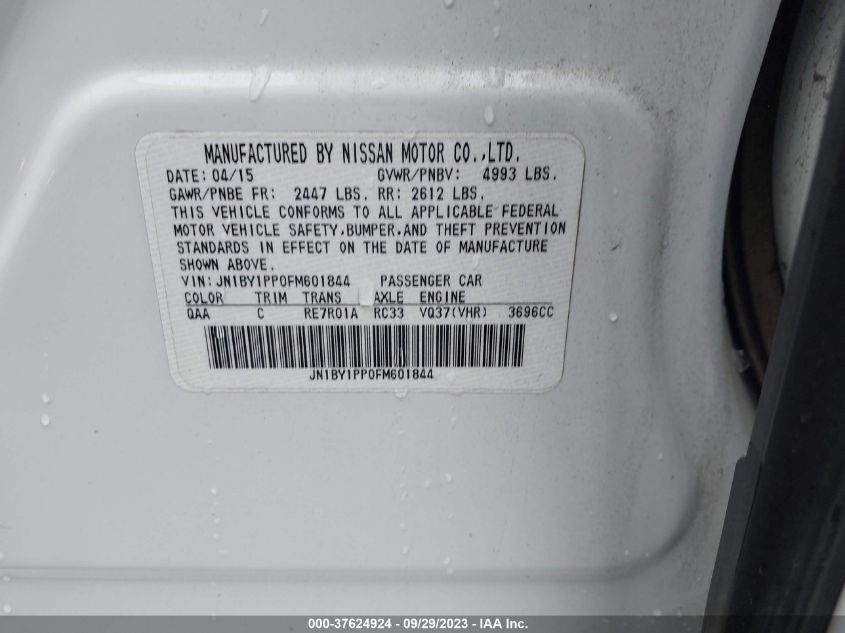 MANUFACTURED BY NISSAN MOTOR CO.,LTD.
DATE: 04/15 GVWR/PNBV: 4993 LBS.
GAWR/PNBE FR: 2447 LBS. RR: 2612 LBS.
THIS VEHICLE CONFORMS TO ALL APPLICABLE FEDERAL
MOTOR VEHICLE SAFETY,BUMPER,AND THEFT PREVENTION
STANDARDS IN EFFECT ON THE DATE OF MANUFACTURE
SHOWN ABOVE.
VIN: JN1BY1PP0FM601844 PASSENGER CAR
COLOR TRIM TRANS AXLE ENGINE
QAA C RE7R01A RC33 VQ37(VHR) 3696CC
JN1BY1PP0FM601844
000-37624924 - 09/29/2023 - IAA Inc.